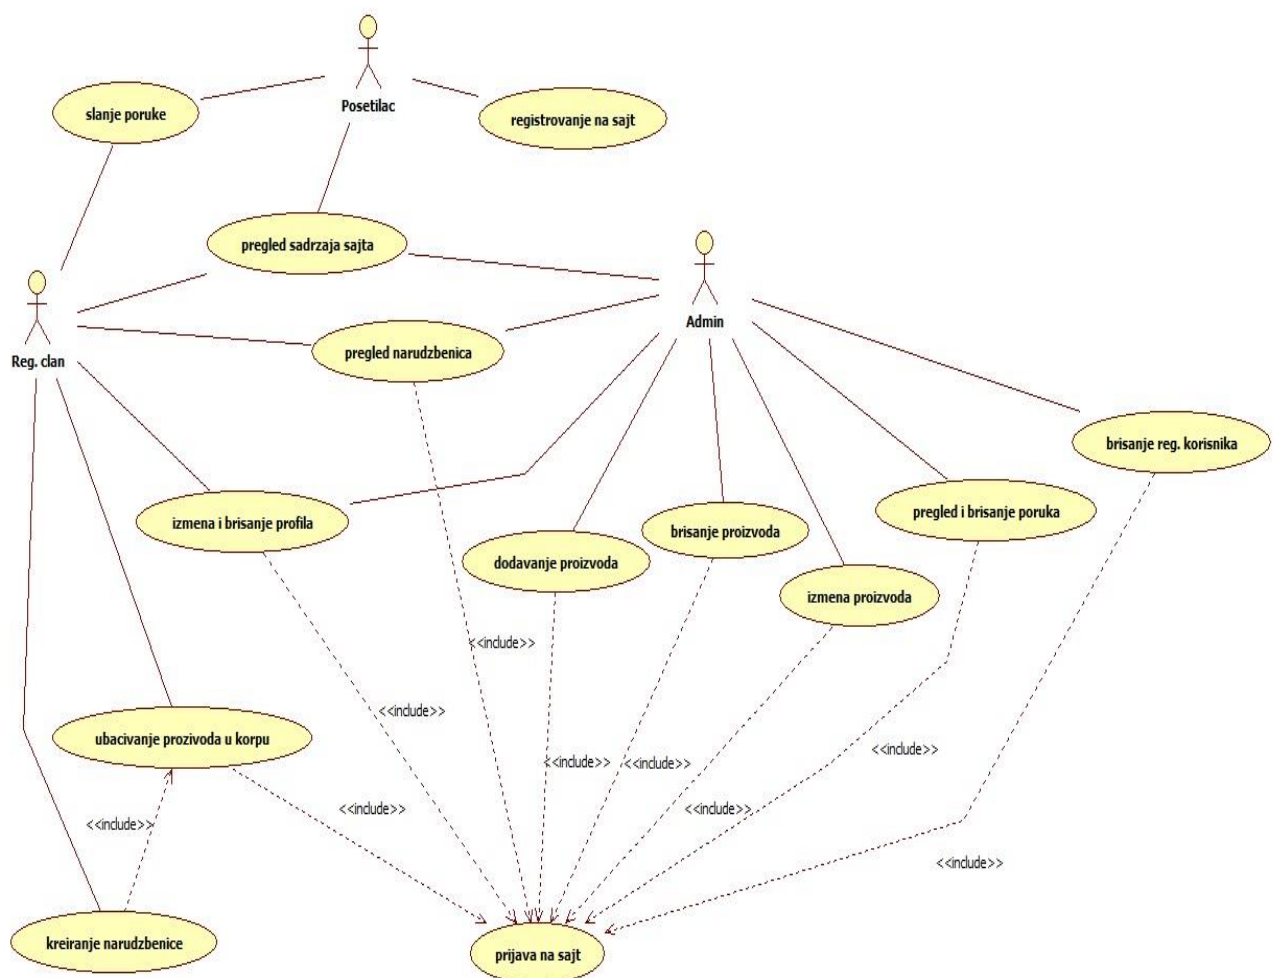 Posetilac
slanje poruke
registrovanje na sajt
pregled sadrzaja sajta
Admin
pregled narudzbenica
Reg. clan
brisanje reg. korisnika
pregled i brisanje poruka
izmena i brisanje profila
brisanje proizvoda
dodavanje proizvoda
izmena proizvoda
<<include>>
<<include>>
ubacivanje prozivoda u korpu
<<include>>
<<include>>
<<include>>
<<include>>
<<include>>
<<include>>
<<include>>
kreiranje narudzbenice
prijava na sajt